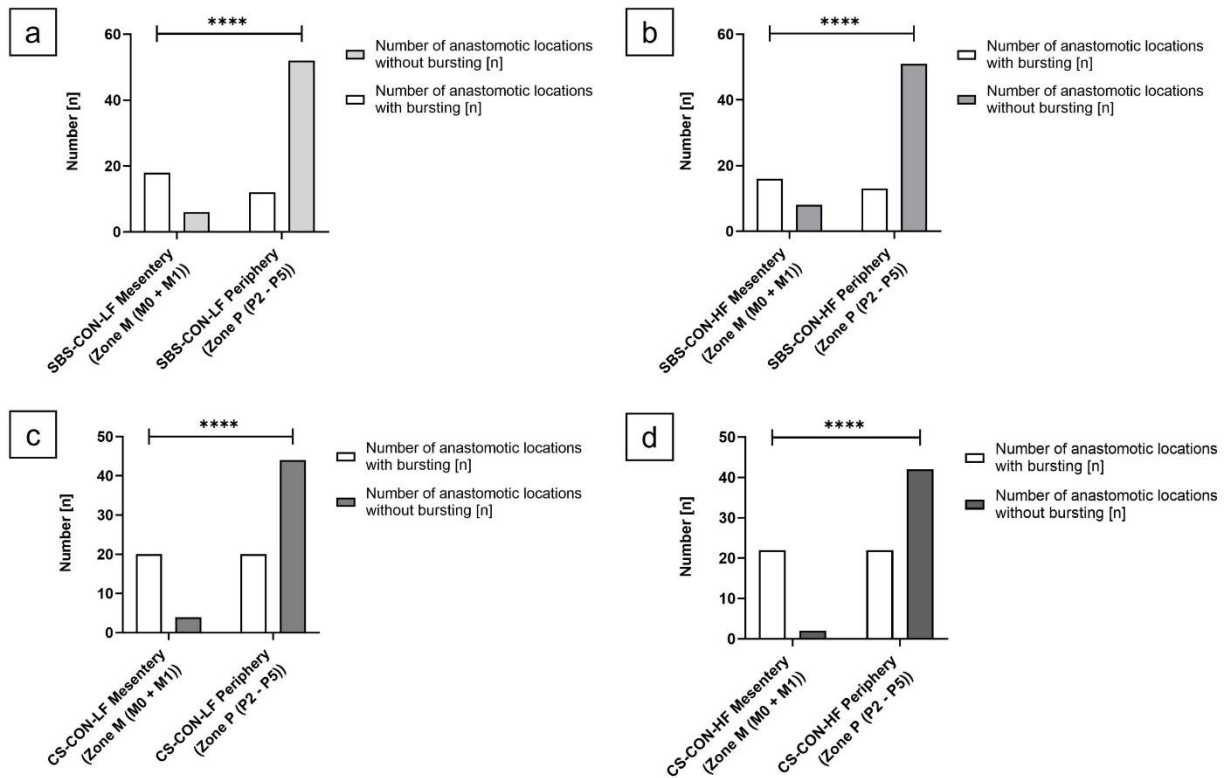 a
****
60
40
20
0
Number [n]
SBS-CON-LF Mesentery
(Zone M (M0 + M1))
SBS-CON-LF Periphery
(Zone P (P2 - P5))
Number of anastomotic locations
without bursting [n]
Number of anastomotic locations
with bursting [n]
b
****
60
40
20
0
Number [n]
SBS-CON-HF Mesentery
(Zone M (M0 + M1))
SBS-CON-HF Periphery
(Zone P (P2 - P5))
Number of anastomotic locations
with bursting [n]
Number of anastomotic locations
without bursting [n]
c
****
50
40
30
20
10
0
Number [n]
CS-CON-LF Mesentery
(Zone M (M0 + M1))
CS-CON-LF Periphery
(Zone P (P2 - P5))
Number of anastomotic locations
with bursting [n]
Number of anastomotic locations
without bursting [n]
d
****
50
40
30
20
10
0
Number [n]
CS-CON-HF Mesentery
(Zone M (M0 + M1))
CS-CON-HF Periphery
(Zone P (P2 - P5))
Number of anastomotic locations
with bursting [n]
Number of anastomotic locations
without bursting [n]